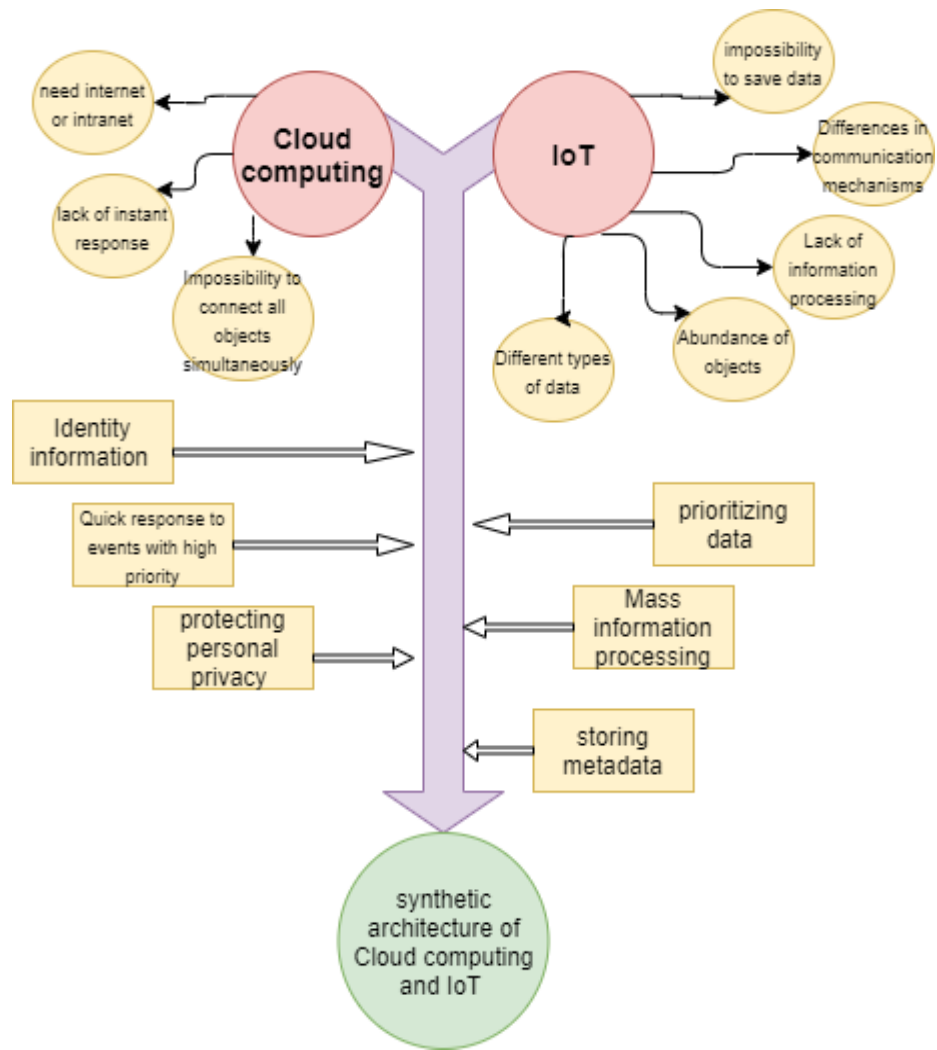 need internet
or intranet
Cloud
computing
lack of instant
response
Impossibility to
connect all
objects
simultaneously
IoT
impossibility
to save data
Differences in
communication
mechanisms
Lack of
information
processing
Abundance of
objects
Different types
of data
Identity
information
Quick response to
events with high
priority
protecting
personal
privacy
prioritizing
data
Mass
information
processing
storing
metadata
synthetic
architecture of
Cloud computing
and IoT